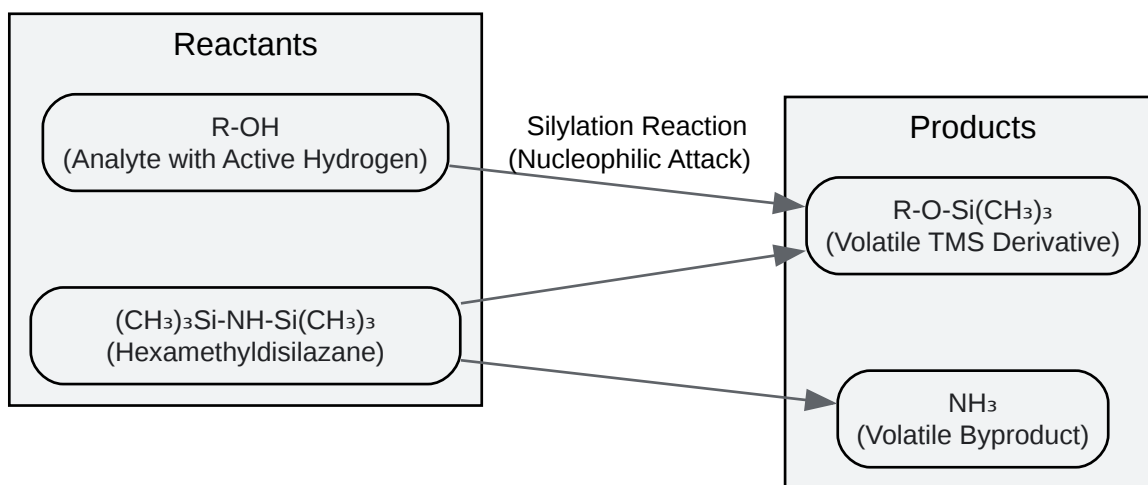 Reactants
R-OH
(Analyte with Active Hydrogen)
(CH₃)₃Si-NH-Si(CH₃)₃
(Hexamethyldisilazane)
Silylation Reaction
(Nucleophilic Attack)
Products
R-O-Si(CH₃)₃
(Volatile TMS Derivative)
NH₃
(Volatile Byproduct)